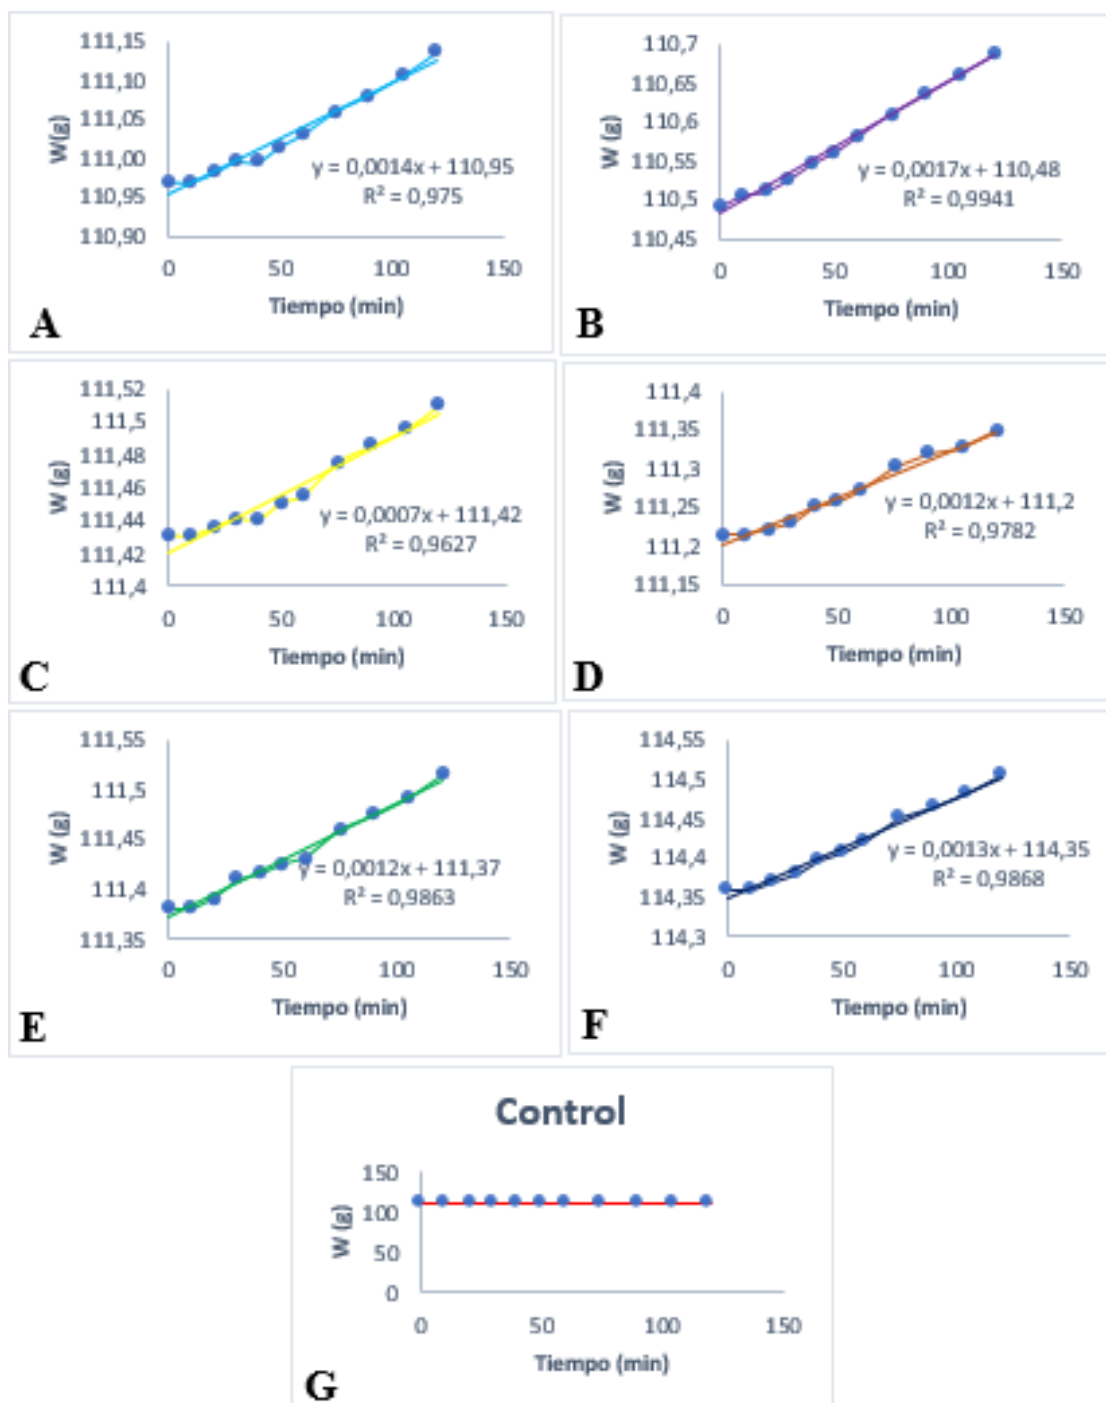 111,15
111,10
111,05
111,00
110,95
110,90
W(g)
y = 0,0014x + 110,95
R² = 0,975
0 50 100 150
Tiempo (min)
A
110,7
110,65
110,6
110,55
110,5
110,45
W (g)
y = 0,0017x + 110,48
R² = 0,9941
0 50 100 150
Tiempo (min)
B
111,52
111,5
111,48
111,46
111,44
111,42
111,4
W (g)
y = 0,0007x + 111,42
R² = 0,9627
0 50 100 150
Tiempo (min)
C
111,4
111,35
111,3
111,25
111,2
111,15
W (g)
y = 0,0012x + 111,2
R² = 0,9782
0 50 100 150
Tiempo (min)
D
111,55
111,5
111,45
111,4
111,35
W (g)
y = 0,0012x + 111,37
R² = 0,9863
0 50 100 150
Tiempo (min)
E
114,55
114,5
114,45
114,4
114,35
114,3
W (g)
y = 0,0013x + 114,35
R² = 0,9868
0 50 100 150
Tiempo (min)
F
Control
150
100
50
0
W (g)
0 50 100 150
Tiempo (min)
G